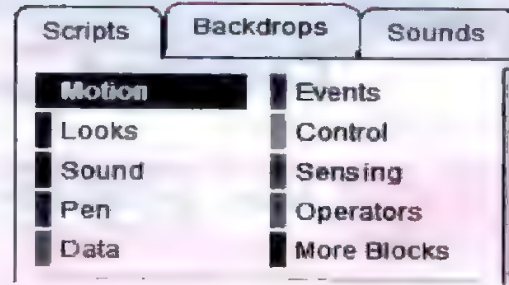 Scripts Backdrops Sounds
Motion Events
Looks Control
Sound Sensing
Pen Operators
Data More Blocks